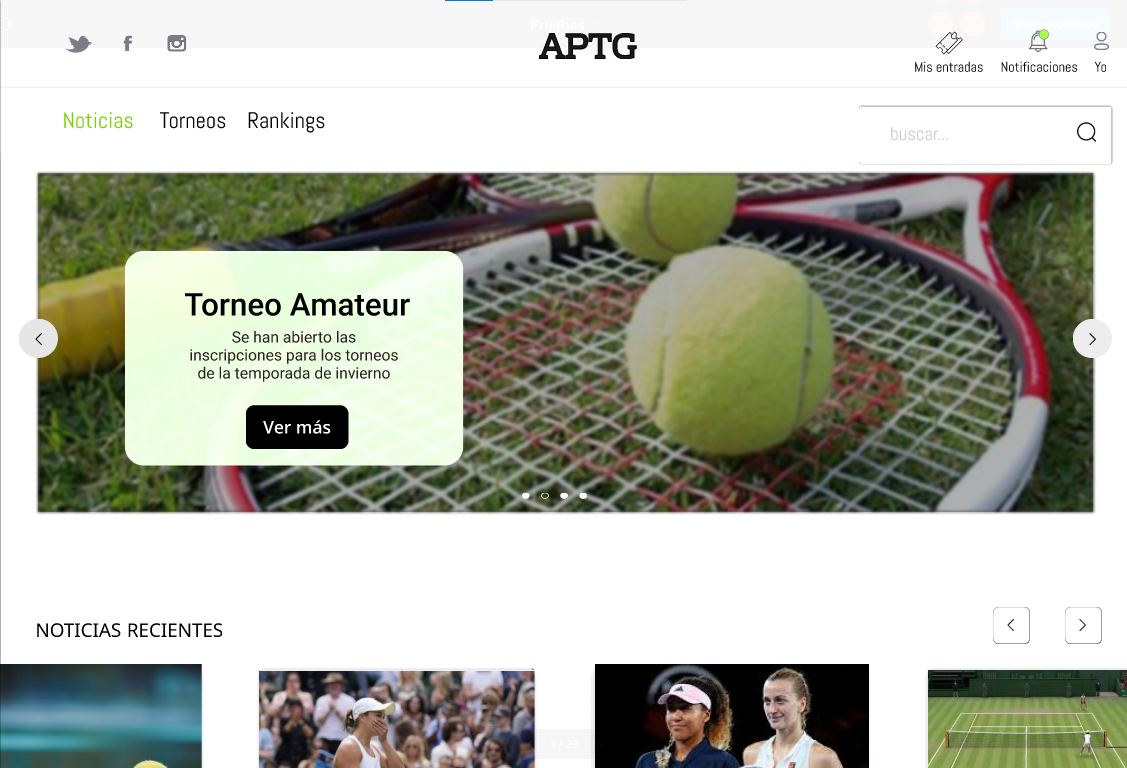 Pruebas
APTG
Mis entradas
Notificaciones
Yo
Noticias
Torneos
Rankings
buscar...
Torneo Amateur
Se han abierto las
inscripciones para los torneos
de la temporada de invierno
Ver más
NOTICIAS RECIENTES
1 / 29